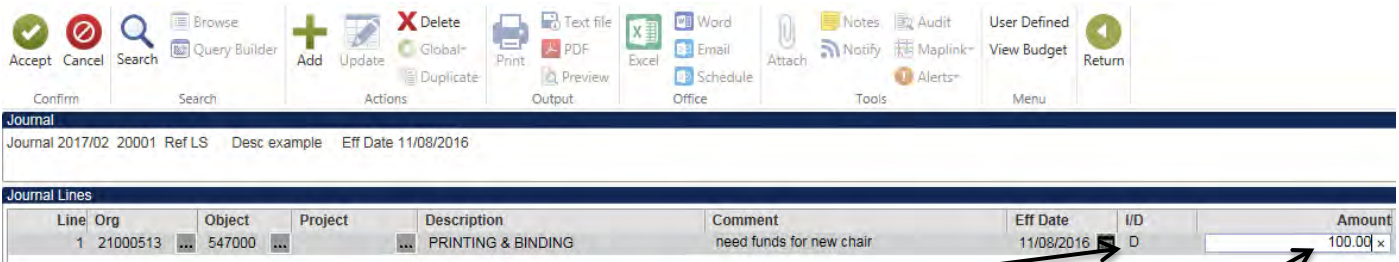 Browse Delete Text file Word Notes Audit User Defined
Query Builder Global PDF Email Notify Maplink View Budget
Accept Cancel Search Add Update Duplicate Print Preview Excel Schedule Attach Alerts Return
Confirm Search Actions Output Office Tools Menu
Journal
Journal 2017/02 20001 Ref LS Desc example Eff Date 11/08/2016
Journal Lines
Line Org Object Project Description Comment Eff Date I/D Amount
1 21000513 ... 547000 ... ... PRINTING & BINDING need funds for new chair 11/08/2016 D 100.00